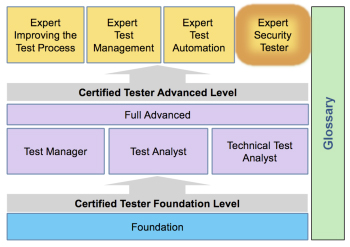 Expert
Improving the
Test Process
Expert
Test
Management
Expert
Test
Automation
Expert
Security
Tester
Certified Tester Advanced Level
Full Advanced
Test Manager
Test Analyst
Technical Test
Analyst
Certified Tester Foundation Level
Foundation
Glossary